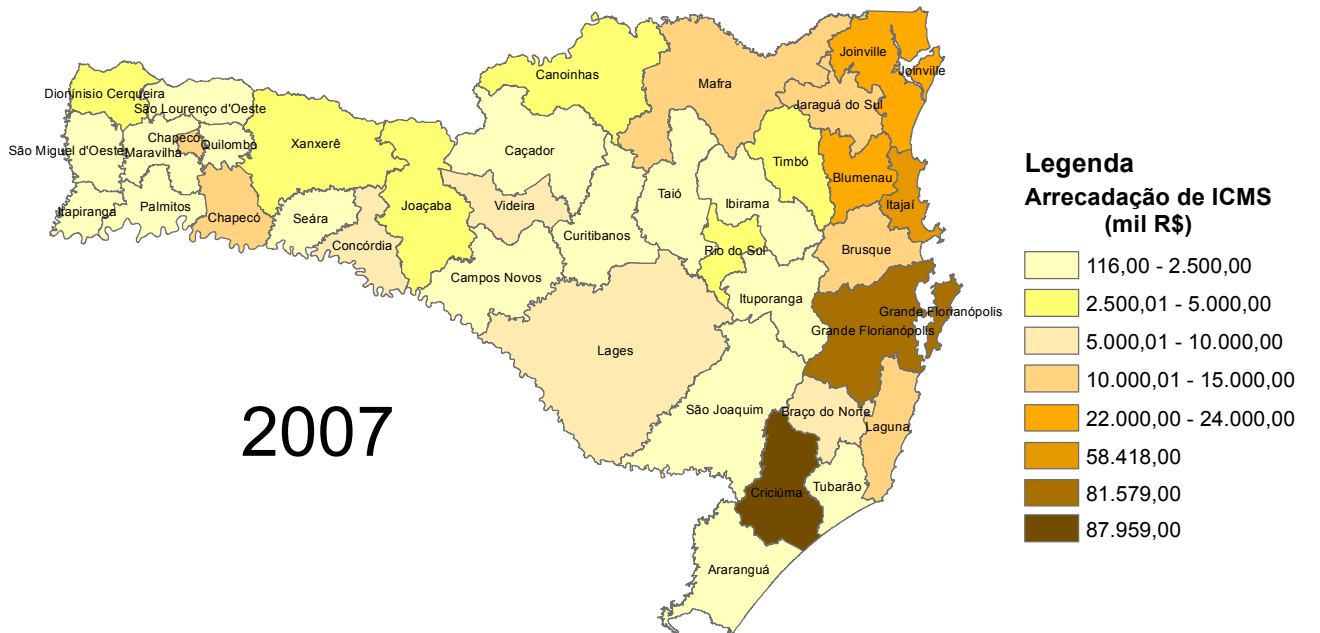 Canoinhas
Mafra
Joinville
Joinville
Dionínisio Cerqueira
São Lourenço d'Oeste
Jaraguá do Sul
São Miguel d'Oeste
Maravilha
Chapecó
Quilombo
Xanxerê
Caçador
Timbó
Blumenau
Itapiranga
Palmitos
Chapecó
Seára
Joaçaba
Videira
Taió
Ibirama
Itajaí
Concórdia
Curitibanos
Rio do Sul
Brusque
Campos Novos
Ituporanga
Grande Florianópolis
Grande Florianópolis
Lages
São Joaquim
Braço do Norte
Laguna
Criciúma
Tubarão
Araranguá
2007
Legenda
Arrecadação de ICMS
(mil R$)
116,00 - 2.500,00
2.500,01 - 5.000,00
5.000,01 - 10.000,00
10.000,01 - 15.000,00
22.000,00 - 24.000,00
58.418,00
81.579,00
87.959,00